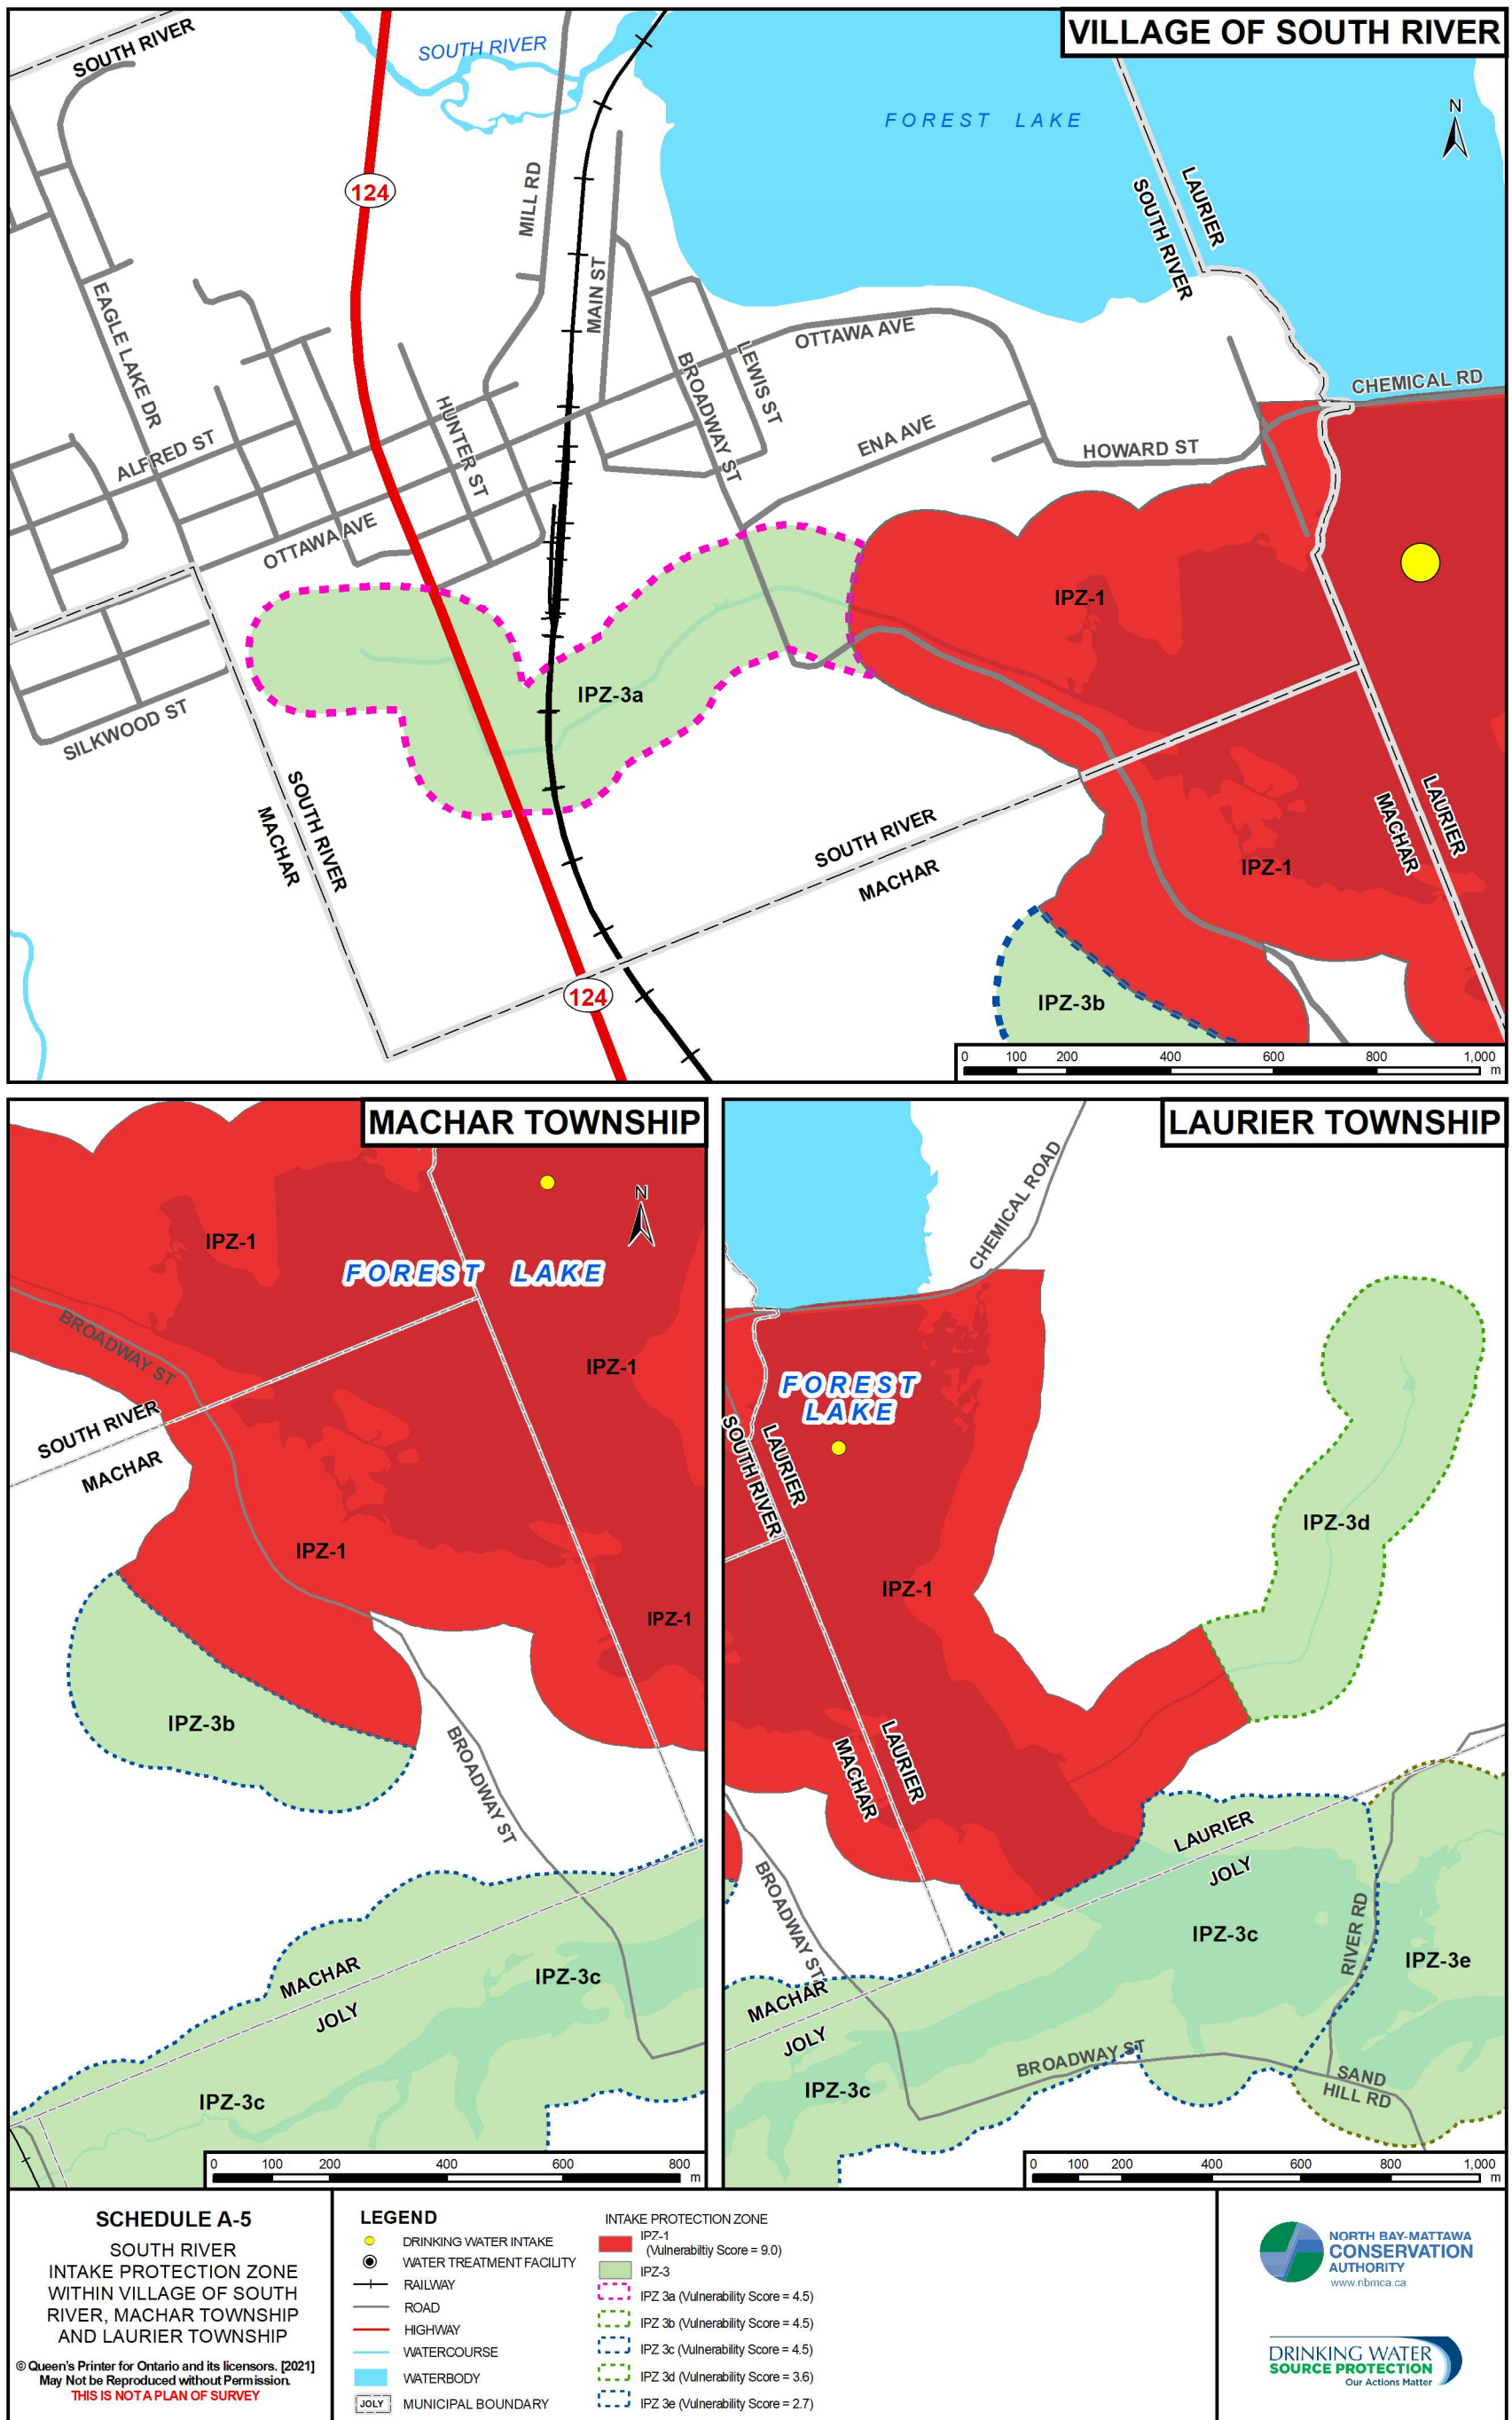 VILLAGE OF SOUTH RIVER
SOUTH RIVER
SOUTH RIVER
FOREST LAKE
N
124
MILL RD
LAURIER
SOUTH RIVER
MAIN ST
EAGLE LAKE DR
OTTAWA AVE
LEWIS ST
BROADWAY ST
CHEMICAL RD
HUNTER ST
ALFRED ST
ENA AVE
HOWARD ST
OTTAWA AVE
IPZ-1
IPZ-3a
SILKWOOD ST
SOUTH RIVER
MACHAR
SOUTH RIVER
MACHAR
LAURIER
MACHAR
IPZ-1
124
IPZ-3b
0 100 200 400 600 800 1,000
m
MACHAR TOWNSHIP
N
IPZ-1
FOREST LAKE
BROADWAY ST
IPZ-1
SOUTH RIVER
MACHAR
IPZ-1
IPZ-1
IPZ-3b
BROADWAY ST
MACHAR
JOLY
IPZ-3c
IPZ-3c
0 100 200 400 600 800
m
LAURIER TOWNSHIP
CHEMICAL ROAD
FOREST
LAKE
LAURIER
SOUTH RIVER
IPZ-3d
IPZ-1
LAURIER
MACHAR
LAURIER
JOLY
BROADWAY ST
IPZ-3c
RIVER RD
IPZ-3e
MACHAR
JOLY
BROADWAY ST
IPZ-3c
SAND
HILL RD
0 100 200 400 600 800 1,000
m
SCHEDULE A-5
SOUTH RIVER
INTAKE PROTECTION ZONE
WITHIN VILLAGE OF SOUTH
RIVER, MACHAR TOWNSHIP
AND LAURIER TOWNSHIP
© Queen's Printer for Ontario and its licensors. [2021]
May Not be Reproduced without Permission.
THIS IS NOT A PLAN OF SURVEY
LEGEND
DRINKING WATER INTAKE
WATER TREATMENT FACILITY
RAILWAY
ROAD
HIGHWAY
WATERCOURSE
WATERBODY
JOLY MUNICIPAL BOUNDARY
INTAKE PROTECTION ZONE
IPZ-1
(Vulnerabiltiy Score = 9.0)
IPZ-3
IPZ 3a (Vulnerability Score = 4.5)
IPZ 3b (Vulnerability Score = 4.5)
IPZ 3c (Vulnerability Score = 4.5)
IPZ 3d (Vulnerability Score = 3.6)
IPZ 3e (Vulnerability Score = 2.7)
NORTH BAY-MATTAWA
CONSERVATION
AUTHORITY
www.nbmca.ca
DRINKING WATER
SOURCE PROTECTION
Our Actions Matter